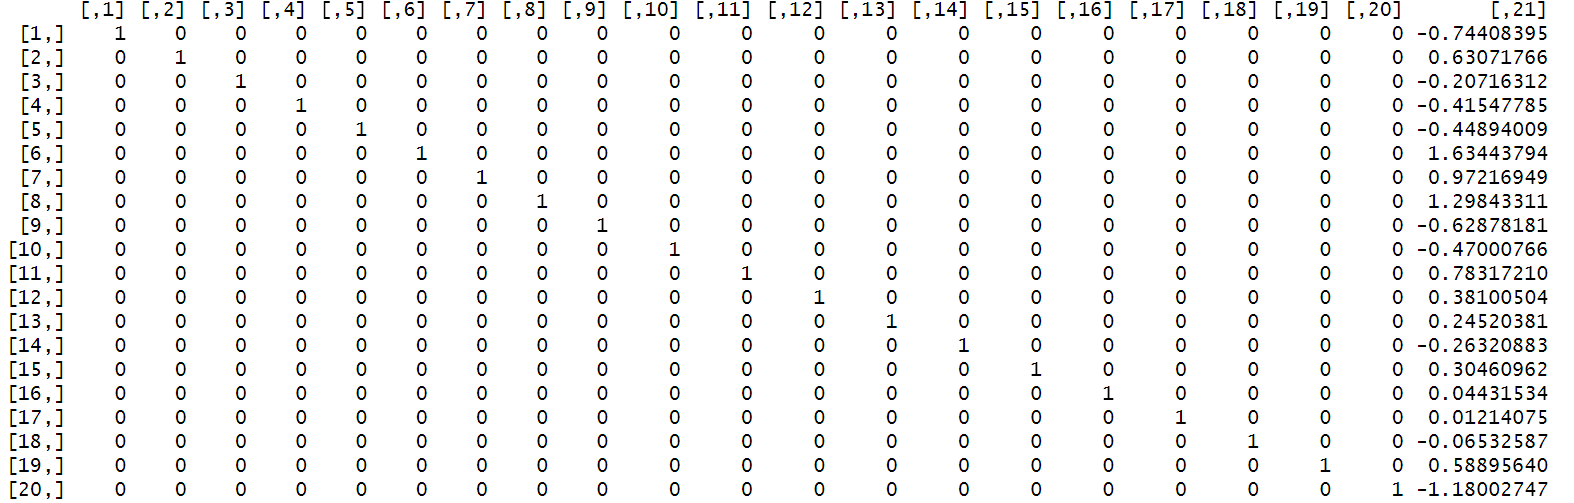 [,1] [,2] [,3] [,4] [,5] [,6] [,7] [,8] [,9] [,10] [,11] [,12] [,13] [,14] [,15] [,16] [,17] [,18] [,19] [,20] [,21]
[1,] 1 0 0 0 0 0 0 0 0 0 0 0 0 0 0 0 0 0 0 0 -0.74408395
[2,] 0 1 0 0 0 0 0 0 0 0 0 0 0 0 0 0 0 0 0 0 0.63071766
[3,] 0 0 1 0 0 0 0 0 0 0 0 0 0 0 0 0 0 0 0 0 -0.20716312
[4,] 0 0 0 1 0 0 0 0 0 0 0 0 0 0 0 0 0 0 0 0 -0.41547785
[5,] 0 0 0 0 1 0 0 0 0 0 0 0 0 0 0 0 0 0 0 0 -0.44894009
[6,] 0 0 0 0 0 1 0 0 0 0 0 0 0 0 0 0 0 0 0 0 1.63443794
[7,] 0 0 0 0 0 0 1 0 0 0 0 0 0 0 0 0 0 0 0 0 0.97216949
[8,] 0 0 0 0 0 0 0 1 0 0 0 0 0 0 0 0 0 0 0 0 1.29843311
[9,] 0 0 0 0 0 0 0 0 1 0 0 0 0 0 0 0 0 0 0 0 -0.62878181
[10,] 0 0 0 0 0 0 0 0 0 1 0 0 0 0 0 0 0 0 0 0 -0.47000766
[11,] 0 0 0 0 0 0 0 0 0 0 1 0 0 0 0 0 0 0 0 0 0.78317210
[12,] 0 0 0 0 0 0 0 0 0 0 0 1 0 0 0 0 0 0 0 0 0.38100504
[13,] 0 0 0 0 0 0 0 0 0 0 0 0 1 0 0 0 0 0 0 0 0.24520381
[14,] 0 0 0 0 0 0 0 0 0 0 0 0 0 1 0 0 0 0 0 0 -0.26320883
[15,] 0 0 0 0 0 0 0 0 0 0 0 0 0 0 1 0 0 0 0 0 0.30460962
[16,] 0 0 0 0 0 0 0 0 0 0 0 0 0 0 0 1 0 0 0 0 0.04431534
[17,] 0 0 0 0 0 0 0 0 0 0 0 0 0 0 0 0 1 0 0 0 0.01214075
[18,] 0 0 0 0 0 0 0 0 0 0 0 0 0 0 0 0 0 1 0 0 -0.06532587
[19,] 0 0 0 0 0 0 0 0 0 0 0 0 0 0 0 0 0 0 1 0 0.58895640
[20,] 0 0 0 0 0 0 0 0 0 0 0 0 0 0 0 0 0 0 0 1 -1.18002747